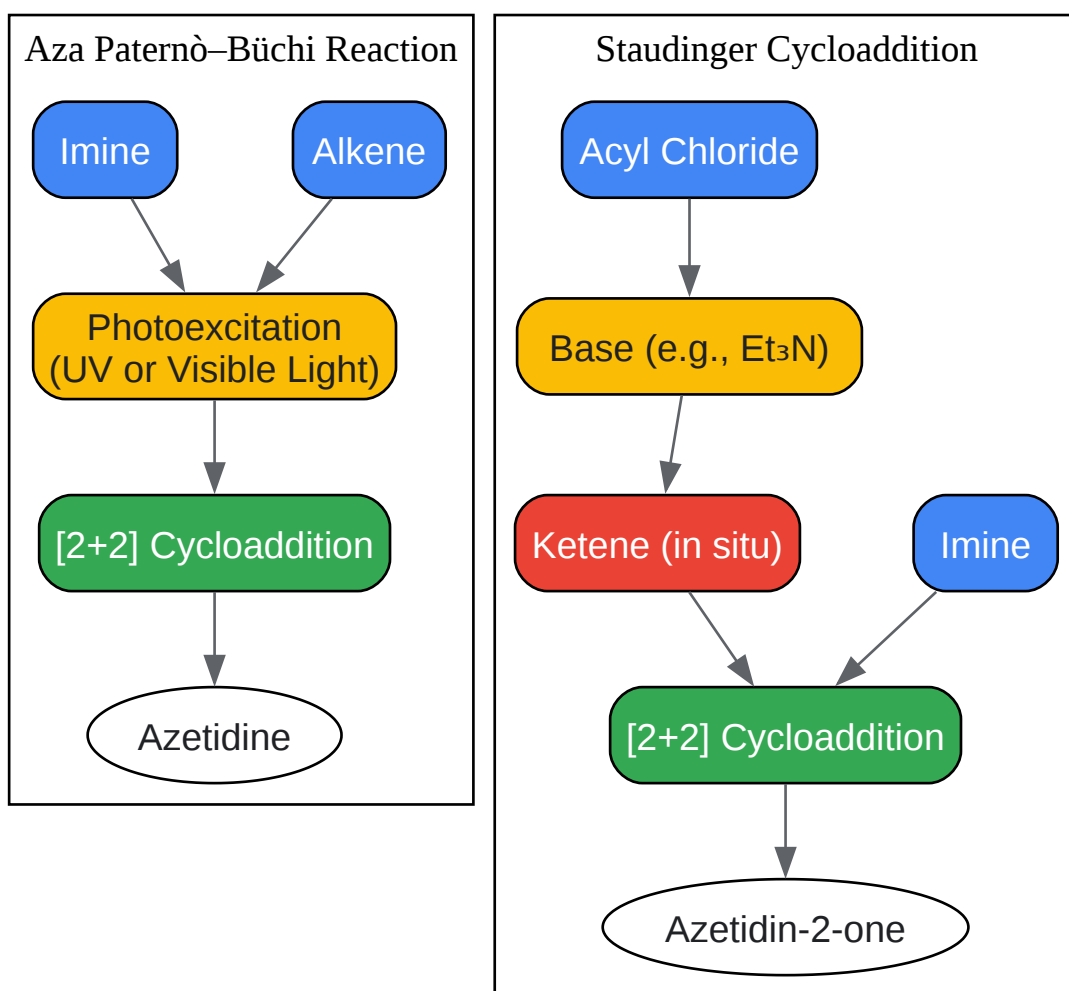 Aza Paternò–Büchi Reaction
Imine
Alkene
Photoexcitation
(UV or Visible Light)
[2+2] Cycloaddition
Azetidine
Staudinger Cycloaddition
Acyl Chloride
Base (e.g., Et₃N)
Ketene (in situ)
Imine
[2+2] Cycloaddition
Azetidin-2-one